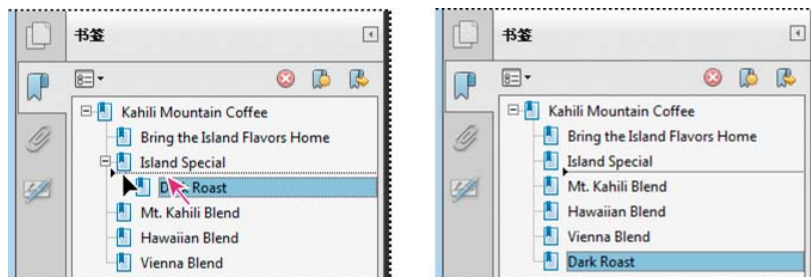 书签
Kahili Mountain Coffee
Bring the Island Flavors Home
Island Special
Roast
Mt. Kahili Blend
Hawaiian Blend
Vienna Blend
书签
Kahili Mountain Coffee
Bring the Island Flavors Home
Island Special
Mt. Kahili Blend
Hawaiian Blend
Vienna Blend
Dark Roast